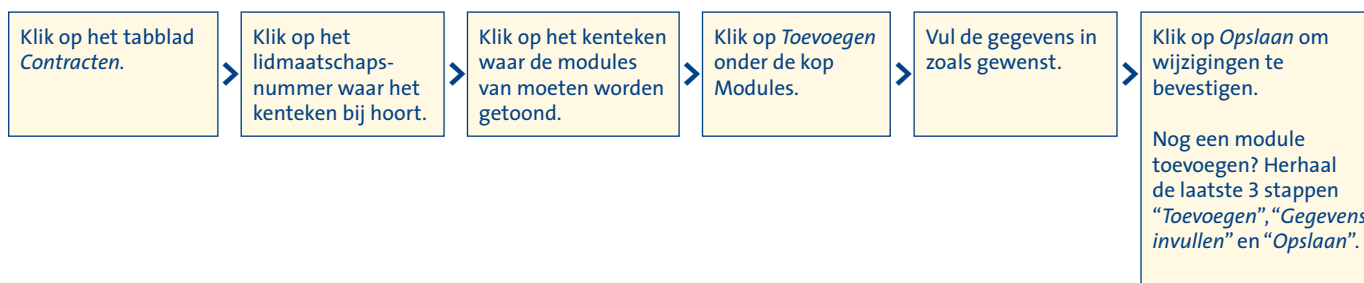 Klik op het tabblad
Contracten.
Klik op het
lidmaatschaps-
nummer waar het
kenteken bij hoort.
Klik op het kenteken
waar de modules
van moeten worden
getoond.
Klik op Toevoegen
onder de kop
Modules.
Vul de gegevens in
zoals gewenst.
Klik op Opslaan om
wijzigingen te
bevestigen.
Nog een module
toevoegen? Herhaal
de laatste 3 stappen
“Toevoegen”, “Gegevens
invullen” en “Opslaan”.